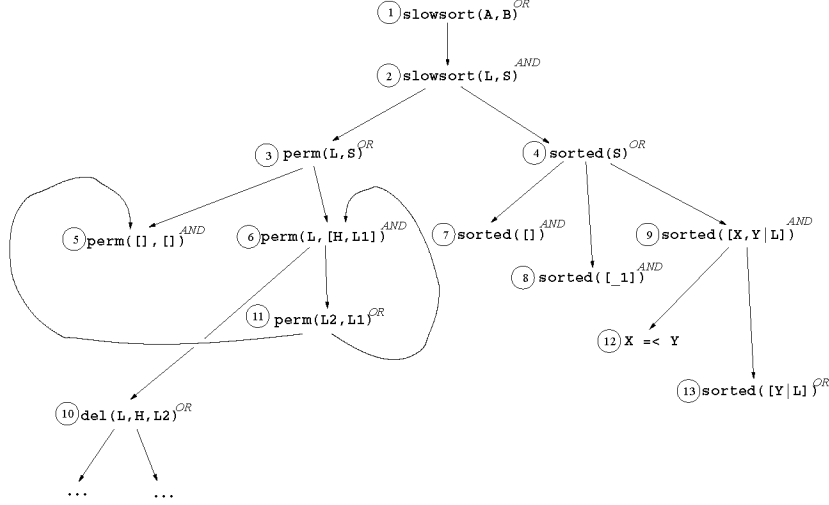 1 slowsort(A,B) OR
2 slowsort(L,S) AND
3 perm(L,S) OR
4 sorted(S) OR
5 perm([],[]) AND
6 perm(L,[H,L1]) AND
7 sorted([]) AND
9 sorted([X,Y|L]) AND
8 sorted([_1]) AND
11 perm(L2,L1) OR
12 X =< Y
13 sorted([Y|L]) OR
10 del(L,H,L2) OR
... ...